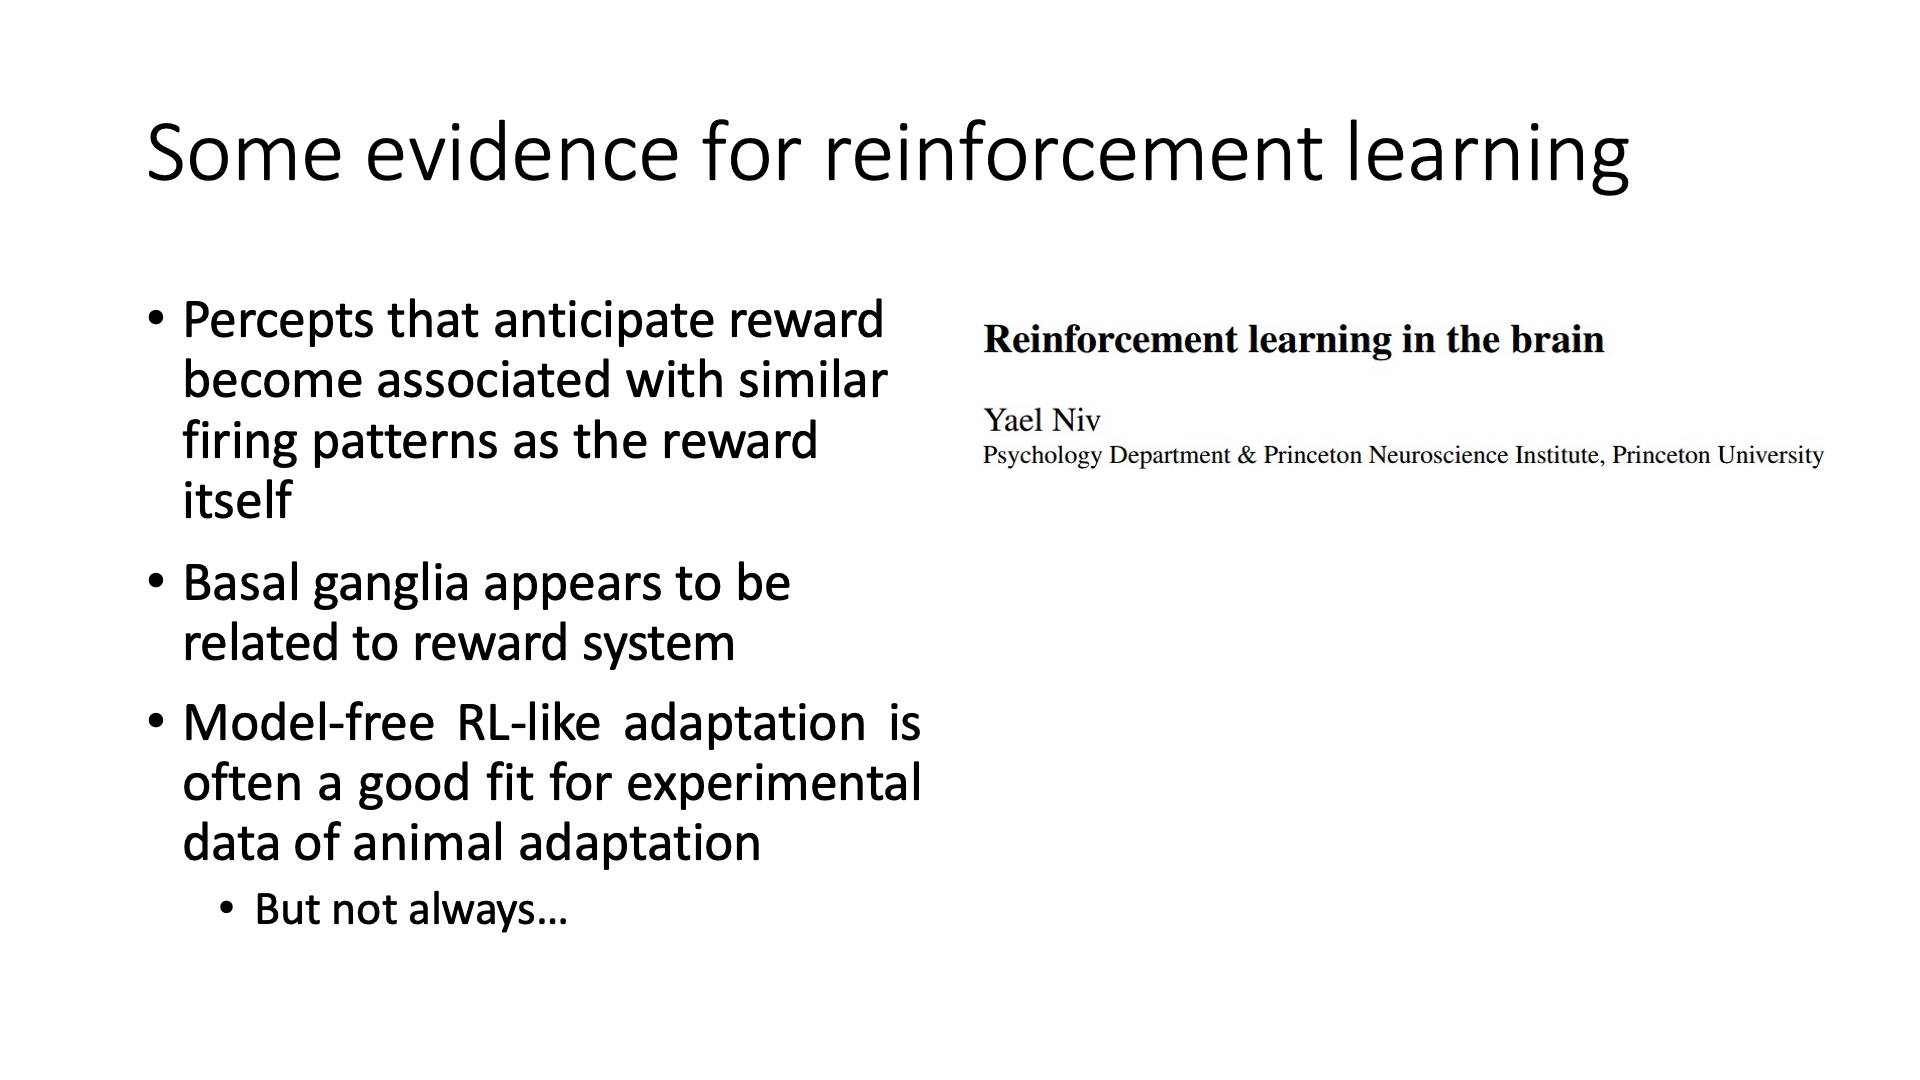 Some evidence for reinforcement learning
• Percepts that anticipate reward
become associated with similar
firing patterns as the reward
itself
• Basal ganglia appears to be
related to reward system
• Model-free RL-like adaptation is
often a good fit for experimental
data of animal adaptation
• But not always...
Reinforcement learning in the brain
Yael Niv
Psychology Department & Princeton Neuroscience Institute, Princeton University